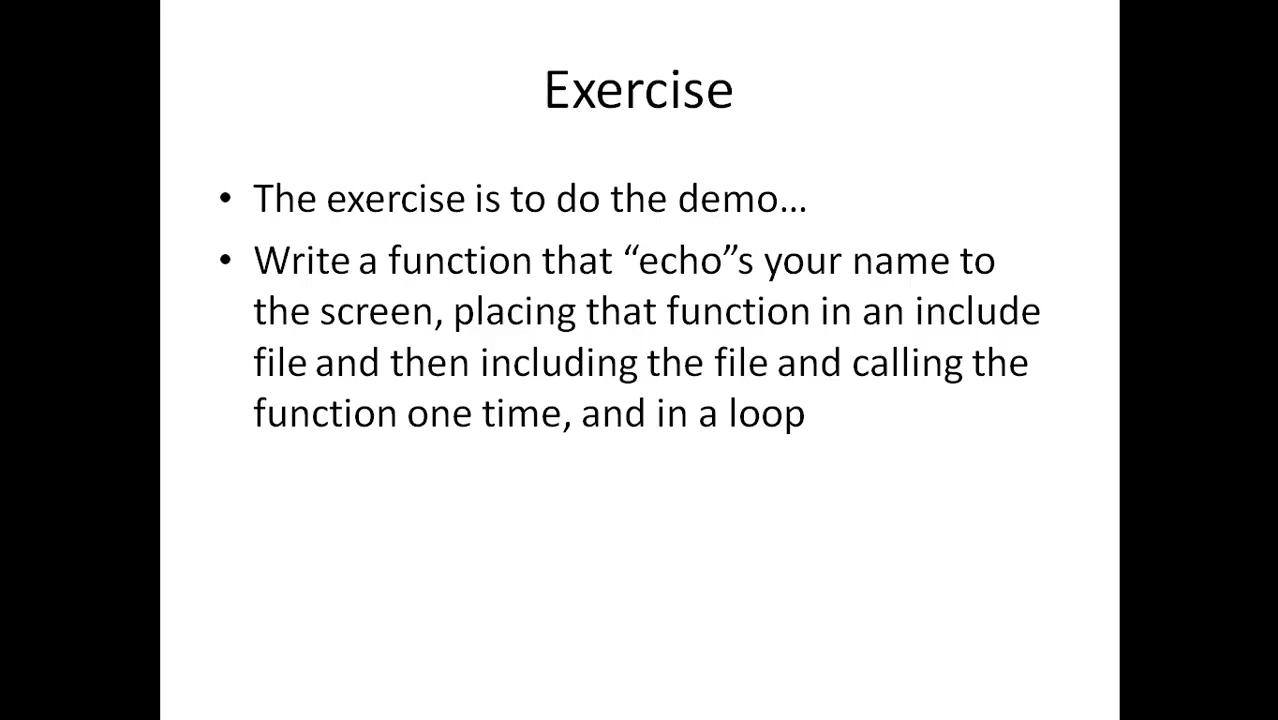 Exercise
• The exercise is to do the demo…
• Write a function that “echo”s your name to
the screen, placing that function in an include
file and then including the file and calling the
function one time, and in a loop